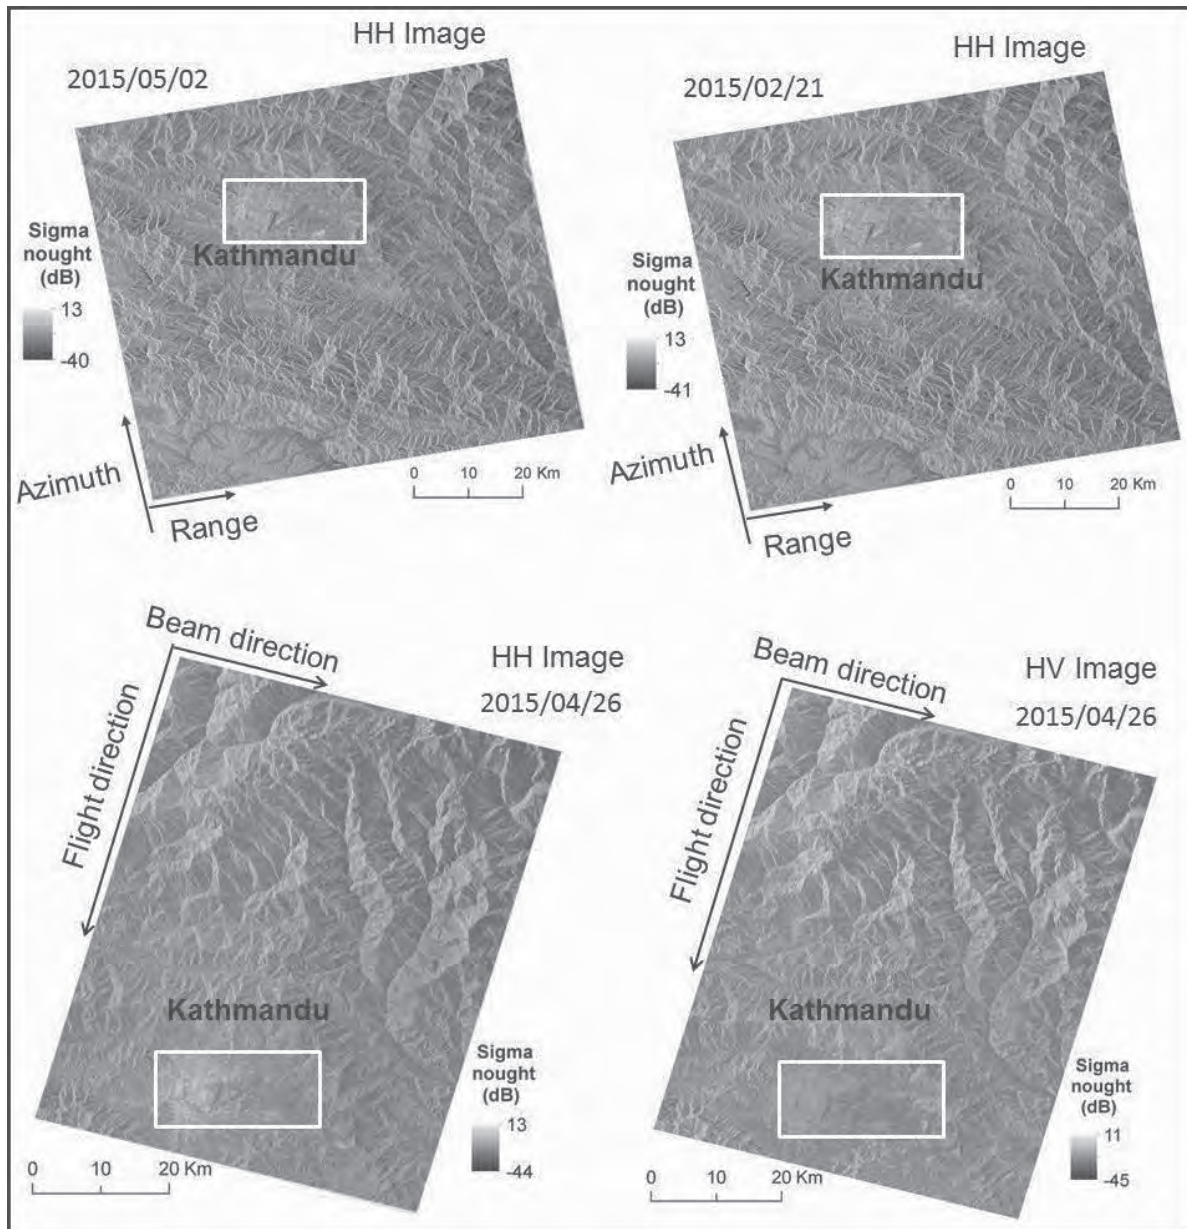 HH Image
2015/05/02
Kathmandu
Sigma
nought
(dB)
13
-40
Azimuth
Range
0 10 20 Km
HH Image
2015/02/21
Kathmandu
Sigma
nought
(dB)
13
-41
Azimuth
Range
0 10 20 Km
Beam direction
Flight direction
HH Image
2015/04/26
Kathmandu
Sigma
nought
(dB)
13
-44
0 10 20 Km
Beam direction
Flight direction
HV Image
2015/04/26
Kathmandu
Sigma
nought
(dB)
11
-45
0 10 20 Km